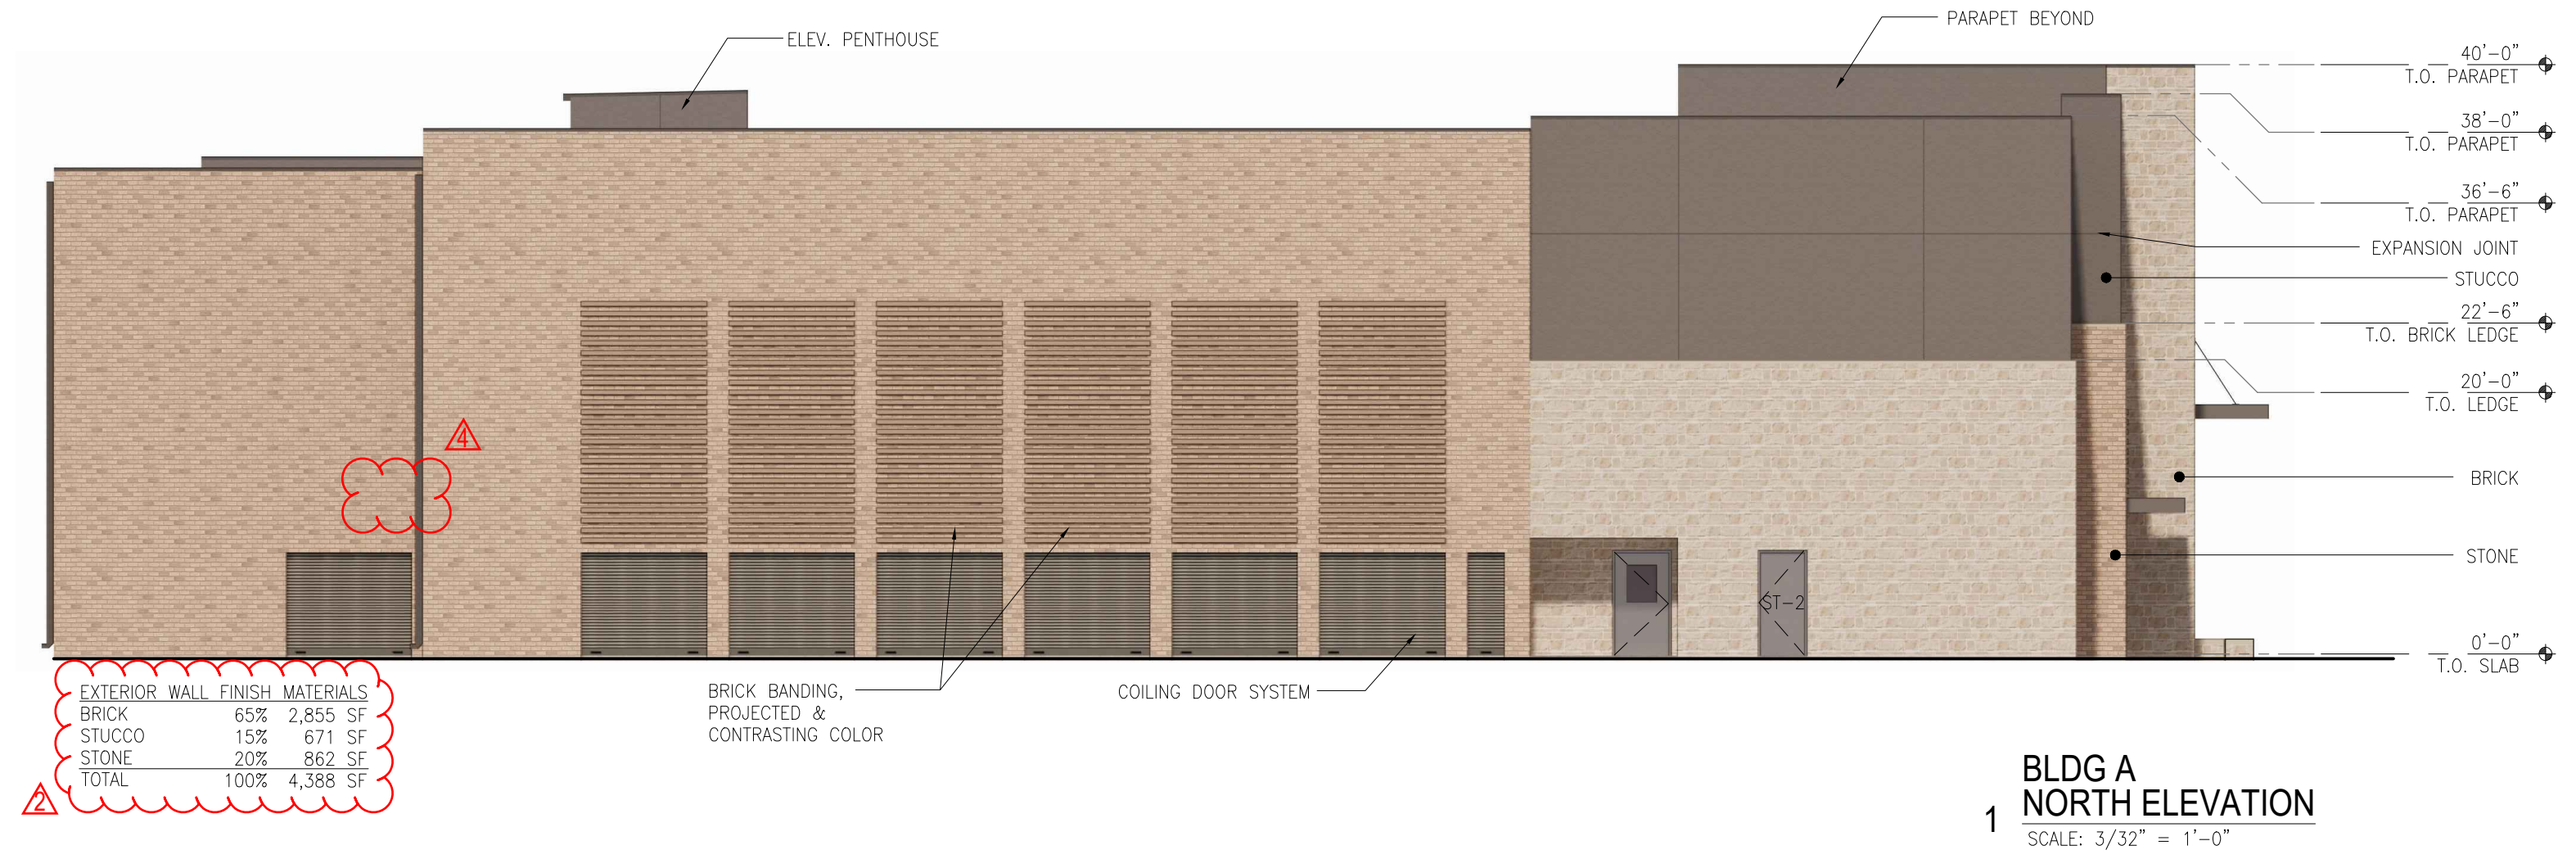 PARAPET BEYOND
ELEV. PENTHOUSE
40'-0"
T.O. PARAPET
38'-0"
T.O. PARAPET
36'-6"
T.O. PARAPET
EXPANSION JOINT
STUCCO
22'-6"
T.O. BRICK LEDGE
20'-0"
T.O. LEDGE
4
BRICK
STONE
ST-2
0'-0"
T.O. SLAB
EXTERIOR WALL FINISH MATERIALS
BRICK 65% 2,855 SF
STUCCO 15% 671 SF
STONE 20% 862 SF
TOTAL 100% 4,388 SF
2
BRICK BANDING,
PROJECTED &
CONTRASTING COLOR
COILING DOOR SYSTEM
1
BLDG A
NORTH ELEVATION
SCALE: 3/32" = 1'-0"